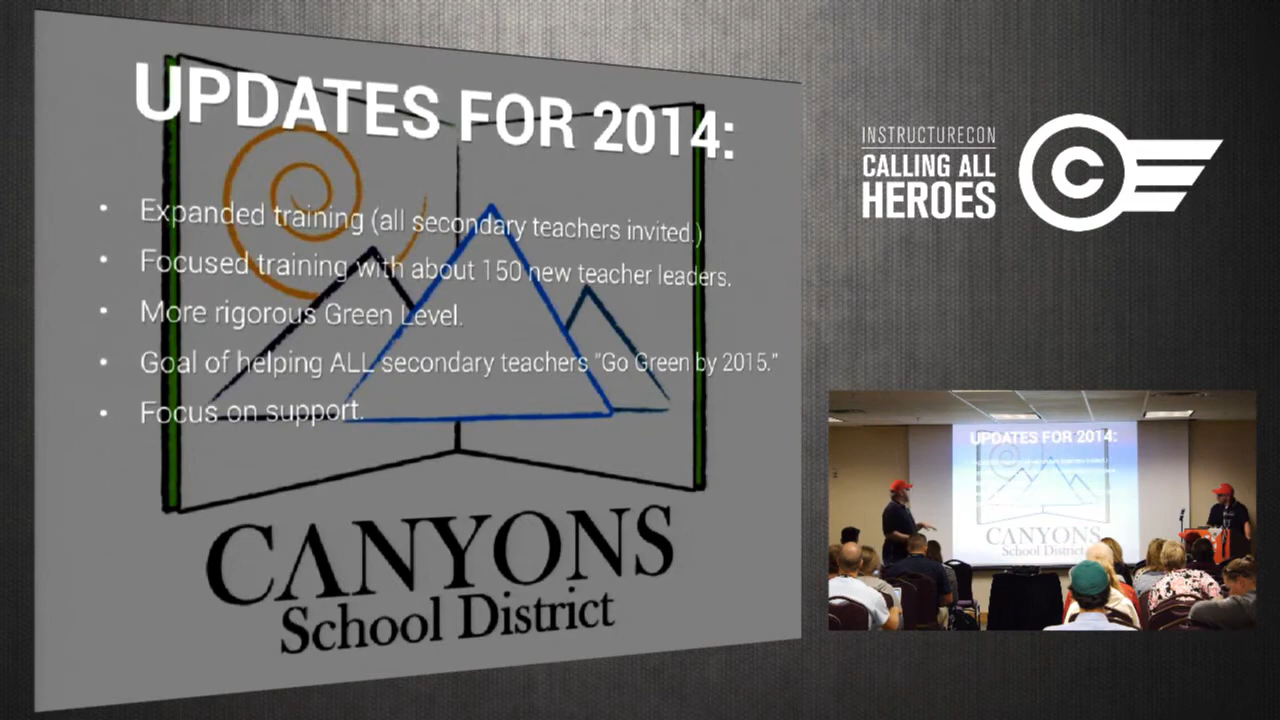 UPDATES FOR 2014:
• Expanded training (all secondary teachers invited.)
• Focused training with about 150 new teacher leaders.
• More rigorous Green Level.
• Goal of helping ALL secondary teachers "Go Green by 2015."
• Focus on support.
CANYONS
School District
INSTRUCTURECON
CALLING ALL
HEROES
C
UPDATES FOR 2014:
CANYONS
School District